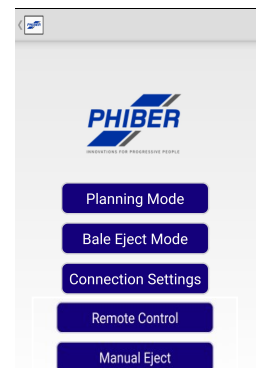 PHIBER
INNOVATIONS FOR PROGRESSIVE PEOPLE
Planning Mode
Bale Eject Mode
Connection Settings
Remote Control
Manual Eject